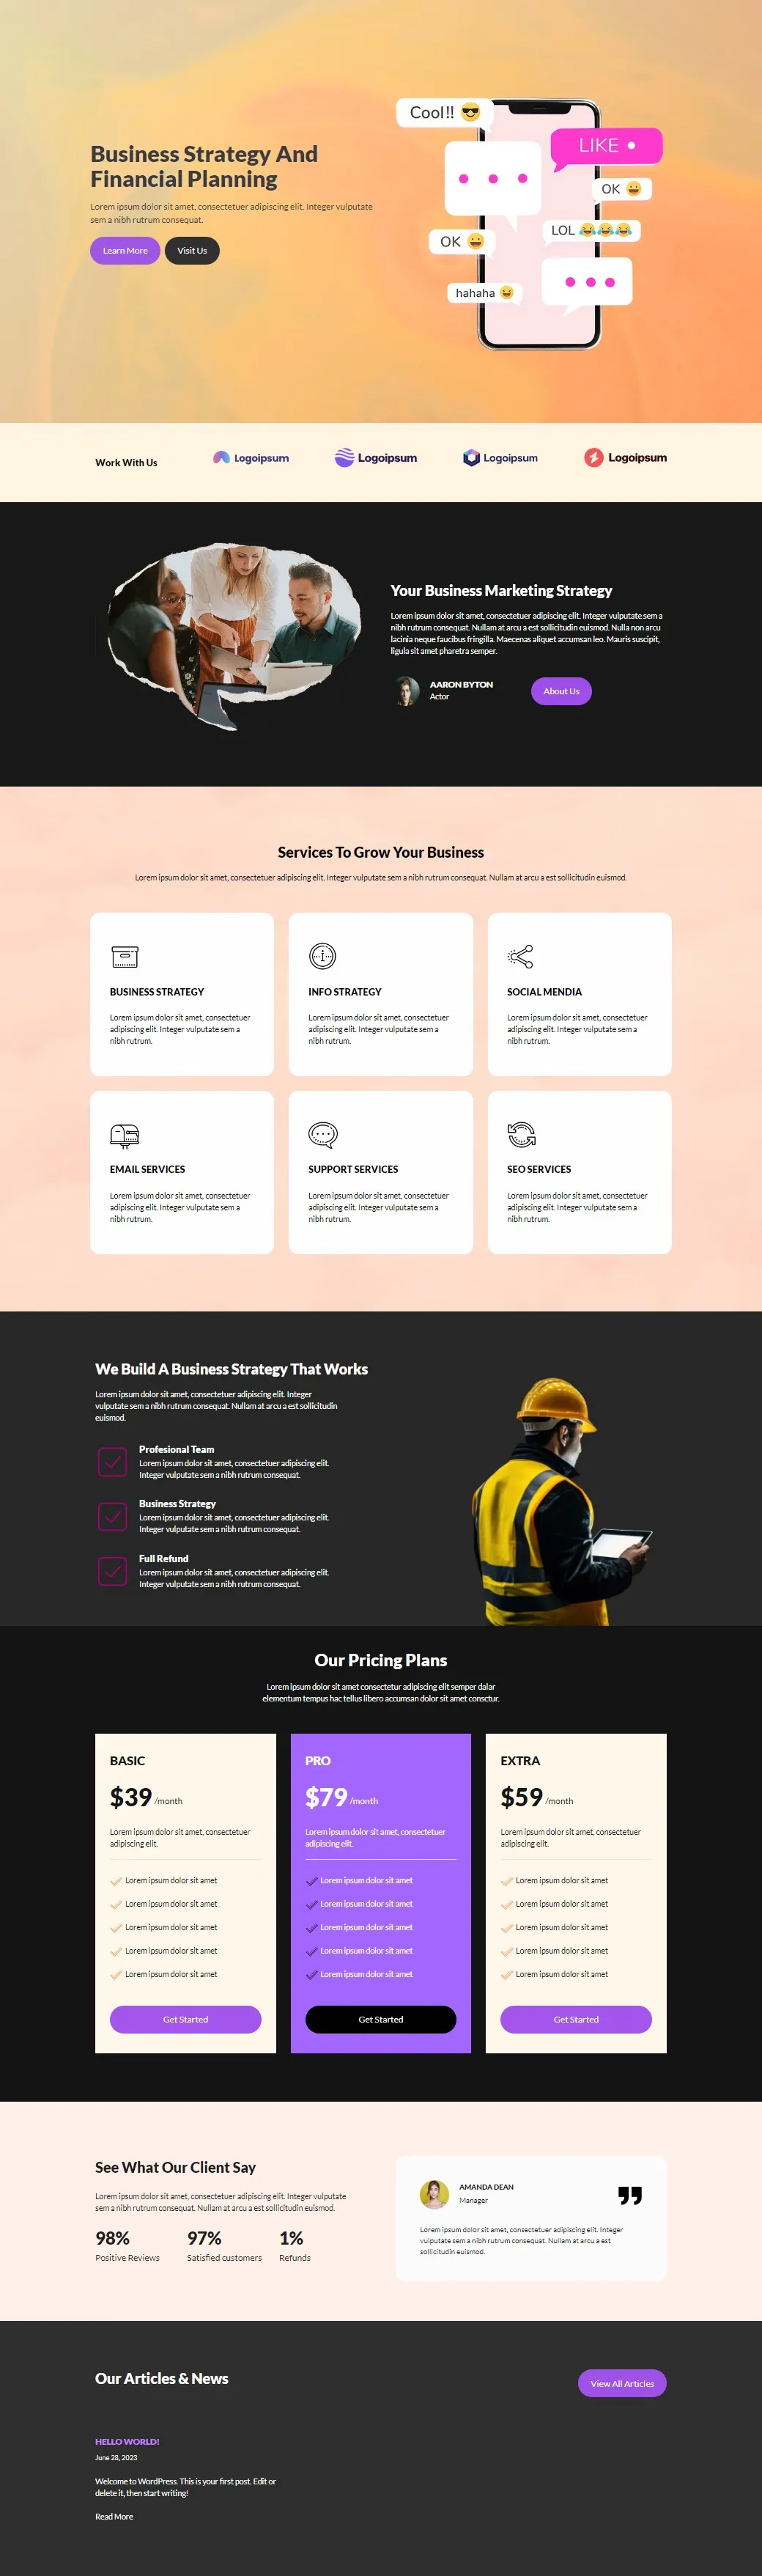 Cool!!
LIKE
OK
LOL
OK
hahaha
Business Strategy And
Financial Planning
Lorem ipsum dolor sit amet, consectetuer adipiscing elit. Integer vulputate
sem a nibh rutrum consequat.
Learn More
Visit Us
Work With Us
Logoipsum
Logoipsum
Logoipsum
Logoipsum
Your Business Marketing Strategy
Lorem ipsum dolor sit amet, consectetuer adipiscing elit. Integer vulputate sem a
nibh rutrum consequat. Nullam at arcu a est sollicitudin euismod. Nulla non arcu
lacinia neque faucibus fringilla. Maecenas aliquet accumsan leo. Mauris suscipit,
ligula sit amet pharetra semper.
AARON BYTON
Actor
About Us
Services To Grow Your Business
Lorem ipsum dolor sit amet, consectetuer adipiscing elit. Integer vulputate sem a nibh rutrum consequat. Nullam at arcu a est sollicitudin euismod.
BUSINESS STRATEGY
Lorem ipsum dolor sit amet, consectetuer
adipiscing elit. Integer vulputate sem a
nibh rutrum.
INFO STRATEGY
Lorem ipsum dolor sit amet, consectetuer
adipiscing elit. Integer vulputate sem a
nibh rutrum.
SOCIAL MENDIA
Lorem ipsum dolor sit amet, consectetuer
adipiscing elit. Integer vulputate sem a
nibh rutrum.
EMAIL SERVICES
Lorem ipsum dolor sit amet, consectetuer
adipiscing elit. Integer vulputate sem a
nibh rutrum.
SUPPORT SERVICES
Lorem ipsum dolor sit amet, consectetuer
adipiscing elit. Integer vulputate sem a
nibh rutrum.
SEO SERVICES
Lorem ipsum dolor sit amet, consectetuer
adipiscing elit. Integer vulputate sem a
nibh rutrum.
We Build A Business Strategy That Works
Lorem ipsum dolor sit amet, consectetuer adipiscing elit. Integer
vulputate sem a nibh rutrum consequat. Nullam at arcu a est sollicitudin
euismod.
Profesional Team
Lorem ipsum dolor sit amet, consectetuer adipiscing elit.
Integer vulputate sem a nibh rutrum consequat.
Business Strategy
Lorem ipsum dolor sit amet, consectetuer adipiscing elit.
Integer vulputate sem a nibh rutrum consequat.
Full Refund
Lorem ipsum dolor sit amet, consectetuer adipiscing elit.
Integer vulputate sem a nibh rutrum consequat.
Our Pricing Plans
Lorem ipsum dolor sit amet consectetur adipiscing elit semper dalar
elementum tempus hac tellus libero accumsan dolor sit amet consctur.
BASIC
$39 /month
Lorem ipsum dolor sit amet, consectetuer
adipiscing elit.
Lorem ipsum dolor sit amet
Lorem ipsum dolor sit amet
Lorem ipsum dolor sit amet
Lorem ipsum dolor sit amet
Lorem ipsum dolor sit amet
Get Started
PRO
$79 /month
Lorem ipsum dolor sit amet, consectetuer
adipiscing elit.
Lorem ipsum dolor sit amet
Lorem ipsum dolor sit amet
Lorem ipsum dolor sit amet
Lorem ipsum dolor sit amet
Lorem ipsum dolor sit amet
Get Started
EXTRA
$59 /month
Lorem ipsum dolor sit amet, consectetuer
adipiscing elit.
Lorem ipsum dolor sit amet
Lorem ipsum dolor sit amet
Lorem ipsum dolor sit amet
Lorem ipsum dolor sit amet
Lorem ipsum dolor sit amet
Get Started
See What Our Client Say
Lorem ipsum dolor sit amet, consectetuer adipiscing elit. Integer vulputate
sem a nibh rutrum consequat. Nullam at arcu a est sollicitudin euismod.
98%
Positive Reviews
97%
Satisfied customers
1%
Refunds
AMANDA DEAN
Manager
Lorem ipsum dolor sit amet, consectetuer adipiscing elit. Integer
vulputate sem a nibh rutrum consequat. Nullam at arcu a est
sollicitudin euismod.
Our Articles & News
View All Articles
HELLO WORLD!
June 28, 2023
Welcome to WordPress. This is your first post. Edit or
delete it, then start writing!
Read More